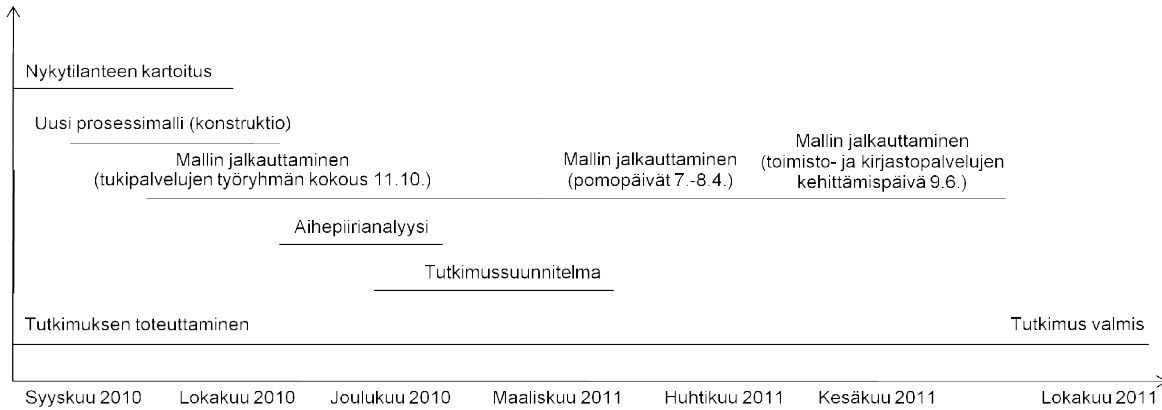 Nykytilanteen kartoitus
Uusi prosessimalli (konstruktio)
Mallin jalkauttaminen
(tukipalvelujen työryhmän kokous 11.10.)
Mallin jalkauttaminen
(pomopäivät 7.-8.4.)
Mallin jalkauttaminen
(toimisto- ja kirjastopalvelujen
kehittämispäivä 9.6.)
Aihepiirianalyysi
Tutkimussuunnitelma
Tutkimuksen toteuttaminen
Tutkimus valmis
Syyskuu 2010
Lokakuu 2010
Joulukuu 2010
Maaliskuu 2011
Huhtikuu 2011
Kesäkuu 2011
Lokakuu 2011